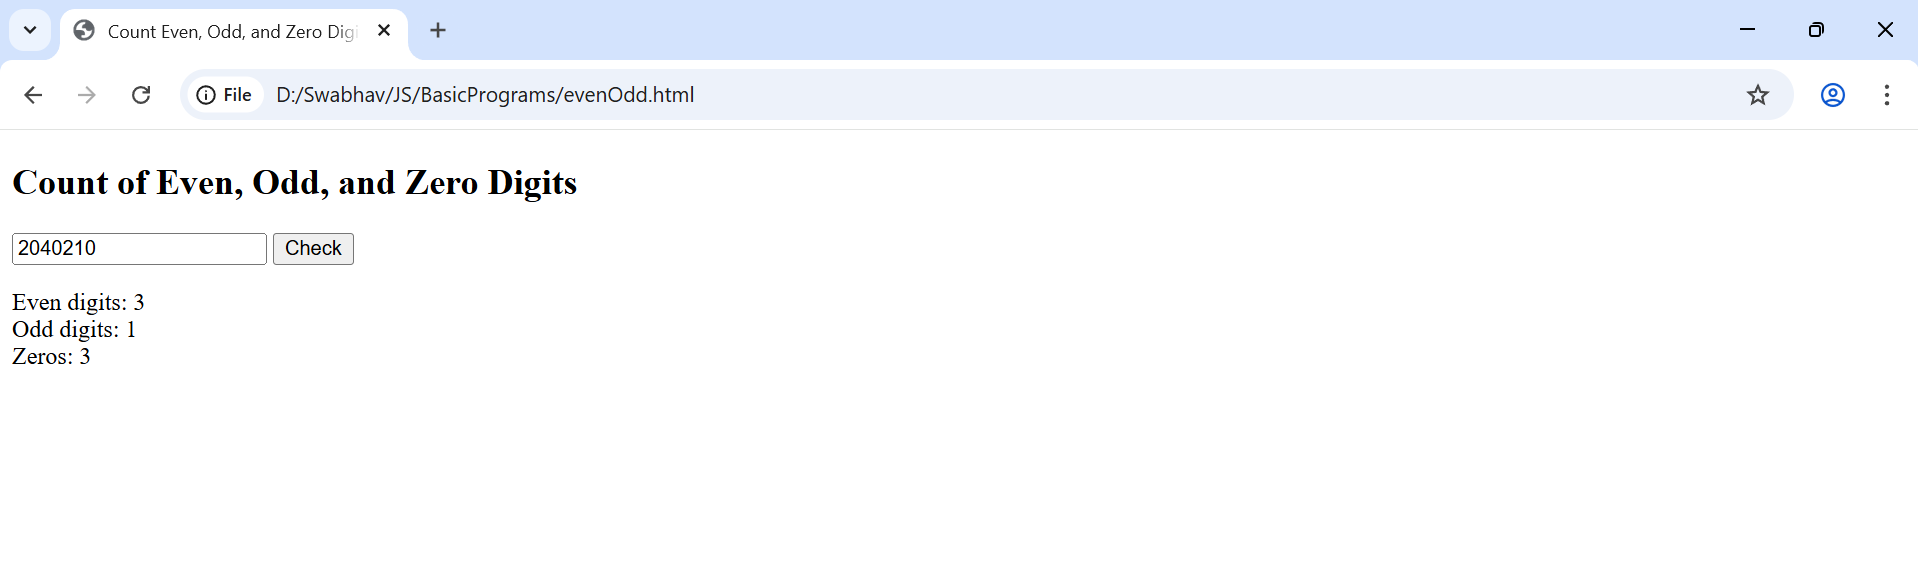 Count Even, Odd, and Zero Digi
File D:/Swabhav/JS/BasicPrograms/evenOdd.html
Count of Even, Odd, and Zero Digits
2040210 Check
Even digits: 3
Odd digits: 1
Zeros: 3